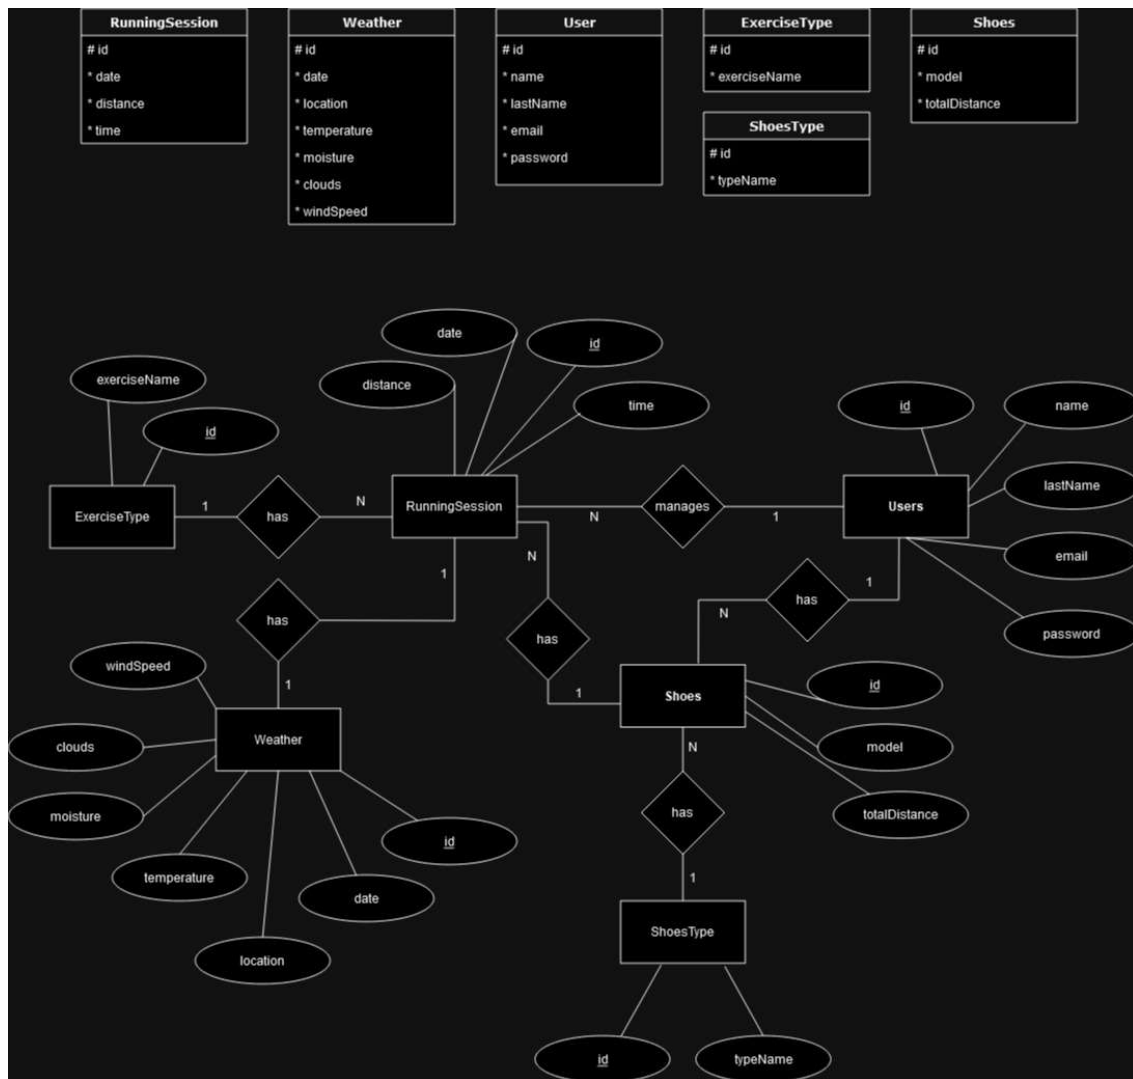 RunningSession
# id
* date
* distance
* time
Weather
# id
* date
* location
* temperature
* moisture
* clouds
* windSpeed
User
# id
* name
* lastName
* email
* password
ExerciseType
# id
* exerciseName
ShoesType
# id
* typeName
Shoes
# id
* model
* totalDistance
date
id
distance
time
exerciseName
id
id
name
lastName
email
password
ExerciseType
1
has
N
RunningSession
N
manages
1
Users
1
has
1
N
has
1
1
has
N
Shoes
id
model
totalDistance
windSpeed
clouds
moisture
temperature
location
date
id
Weather
N
has
1
ShoesType
id
typeName